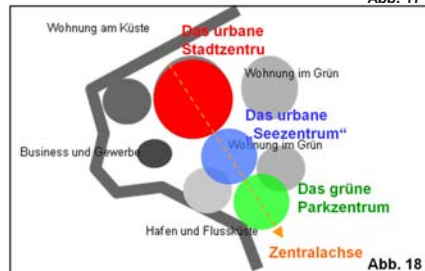 Abb. 17
Wohnung am Küste
Das urbane
Stadtzentru
Wohnung im Grün
Das urbane
„Seezentrum“
Wohnung im Grün
Business und Gewerbe
Das grüne
Parkzentrum
Hafen und Flussküste
Zentralachse
Abb. 18